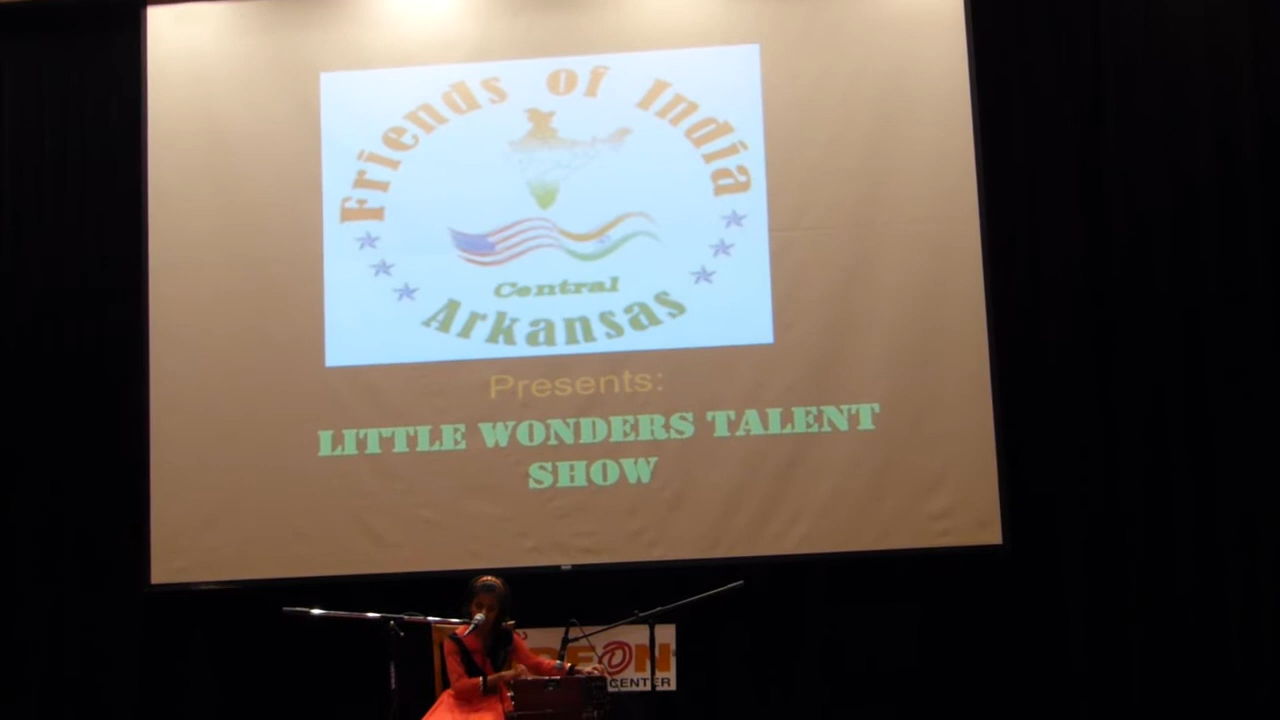 Friends of India
Central
Arkansas
Presents:
LITTLE WONDERS TALENT
SHOW
CENTER